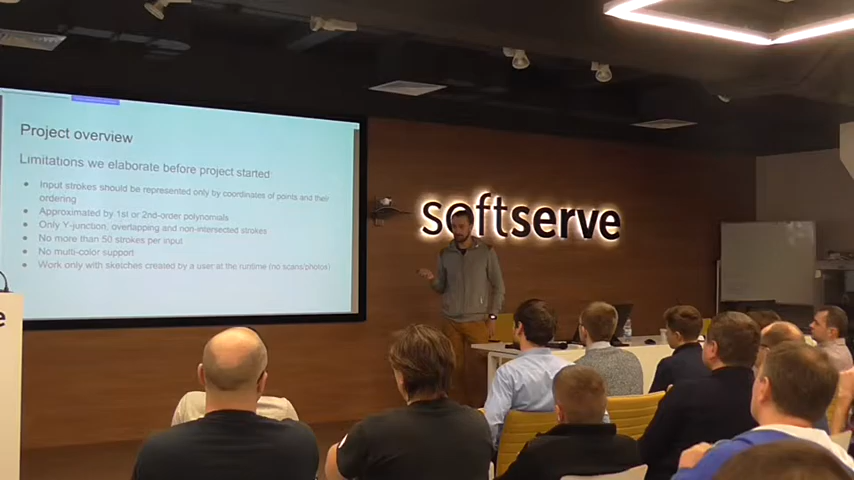 Project overview
Limitations we elaborate before project started
• Input strokes should be represented only by coordinates of points and their
ordering
• Approximated by 1st or 2nd-order polynomials
• Only Y-junction, overlapping and non-intersected strokes
• No more than 50 strokes per input
• No multi-color support
• Work only with sketches created by a user at the runtime (no scans/photos)
softserve
e